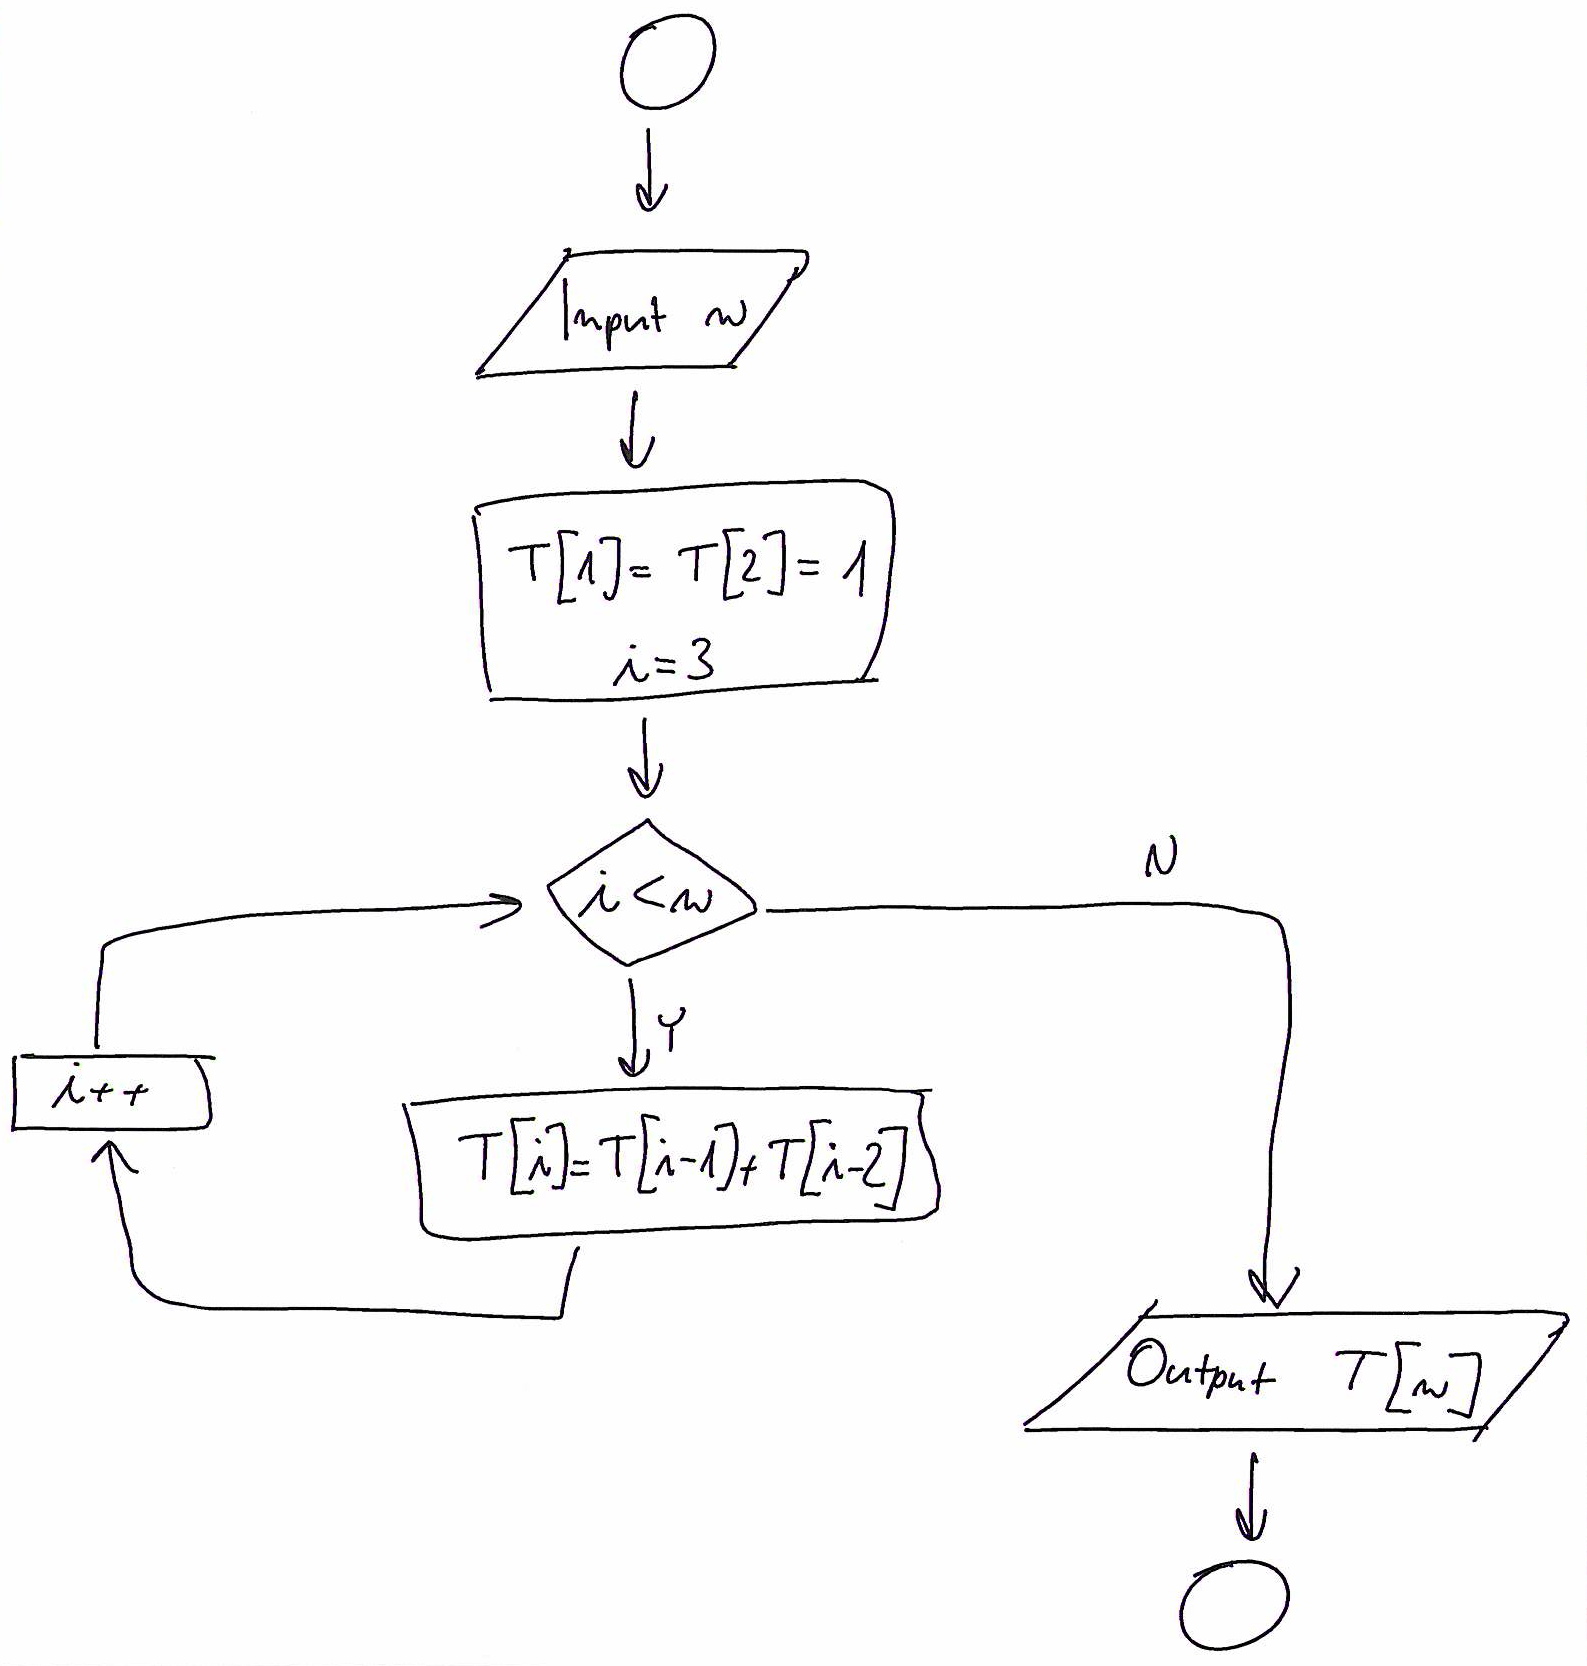 Input n
T[1]= T[2]= 1
i=3
i<n
N
Y
i++
T[i]=T[i-1]+T[i-2]
Output T[n]